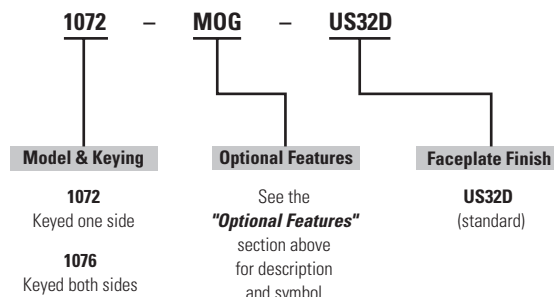 1072 – MOG – US32D
Model & Keying
1072
Keyed one side
1076
Keyed both sides
Optional Features
See the
"Optional Features"
section above
for description
and symbol
Faceplate Finish
US32D
(standard)